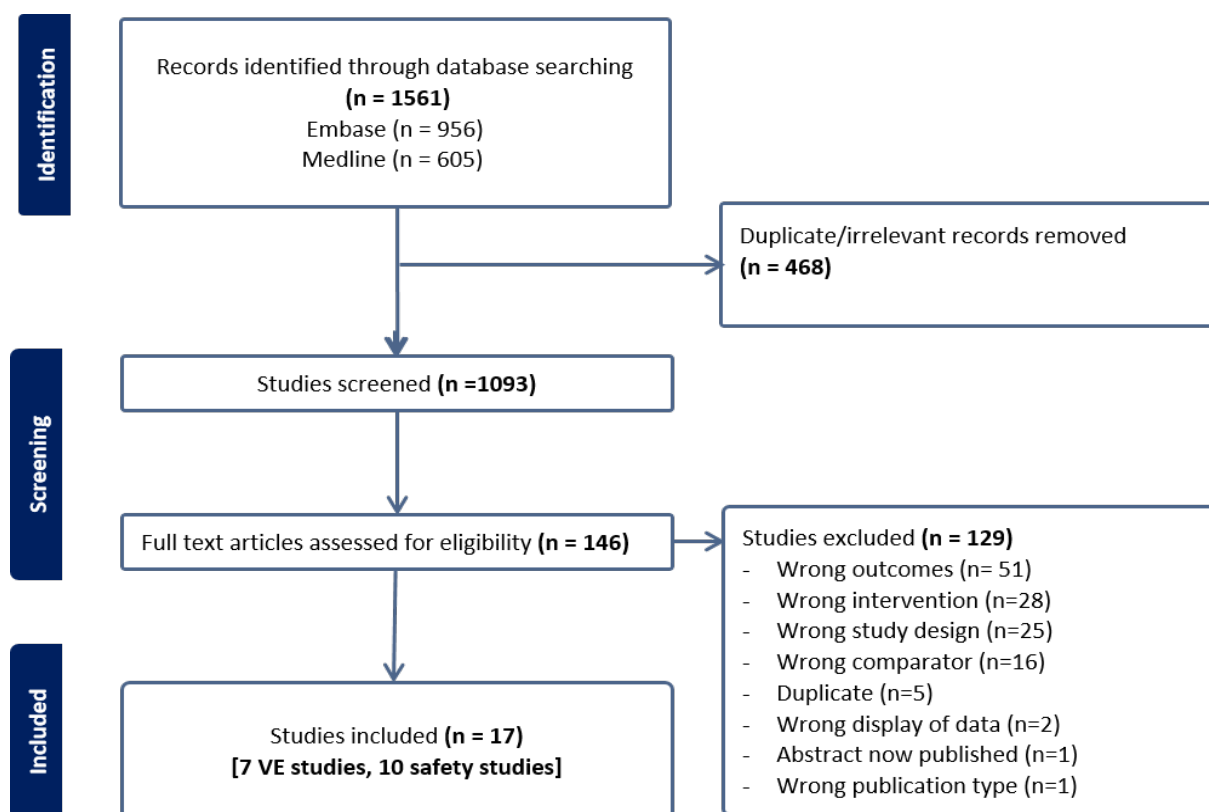 Identification
Records identified through database searching
(n = 1561)
Embase (n = 956)
Medline (n = 605)
Duplicate/irrelevant records removed
(n = 468)
Screening
Studies screened (n =1093)
Full text articles assessed for eligibility (n = 146)
Studies excluded (n = 129)
- Wrong outcomes (n= 51)
- Wrong intervention (n=28)
- Wrong study design (n=25)
- Wrong comparator (n=16)
- Duplicate (n=5)
- Wrong display of data (n=2)
- Abstract now published (n=1)
- Wrong publication type (n=1)
Included
Studies included (n = 17)
[7 VE studies, 10 safety studies]